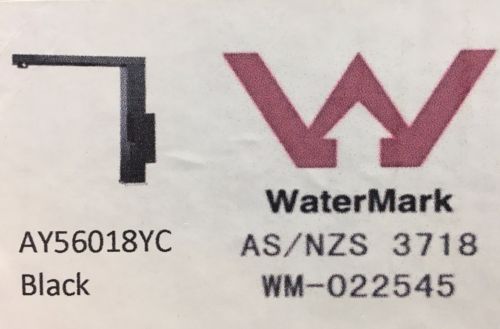 WaterMark
AY56018YC
AS/NZS 3718
Black
WM-022545